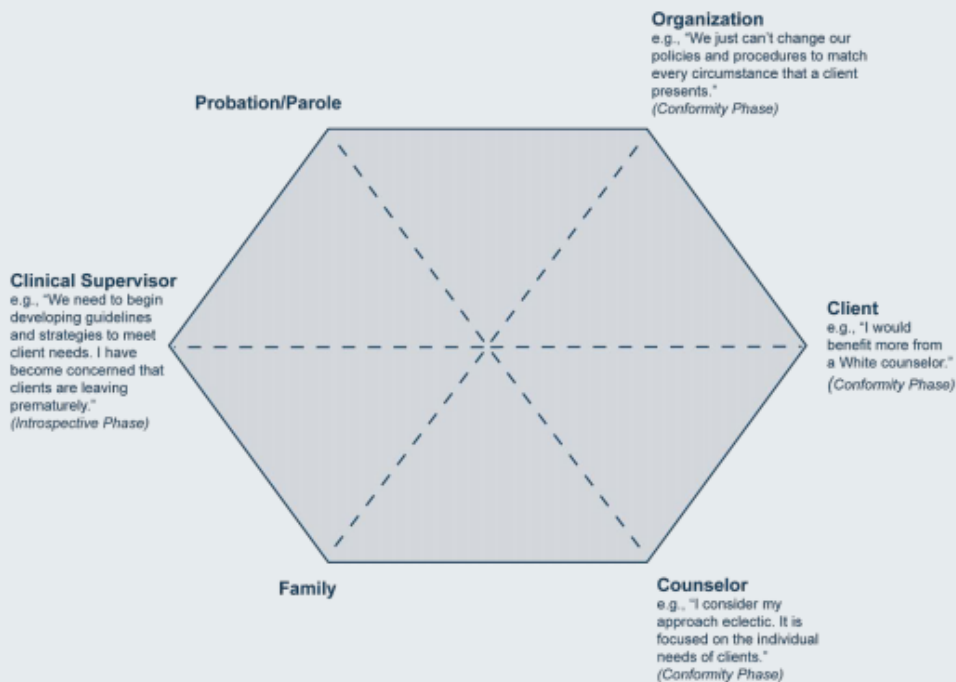 Organization
e.g., “We just can’t change our
policies and procedures to match
every circumstance that a client
presents.”
(Conformity Phase)
Probation/Parole
Clinical Supervisor
e.g., “We need to begin
developing guidelines
and strategies to meet
client needs. I have
become concerned that
clients are leaving
prematurely.”
(Introspective Phase)
Client
e.g., “I would
benefit more from
a White counselor.”
(Conformity Phase)
Family
Counselor
e.g., “I consider my
approach eclectic. It is
focused on the individual
needs of clients.”
(Conformity Phase)